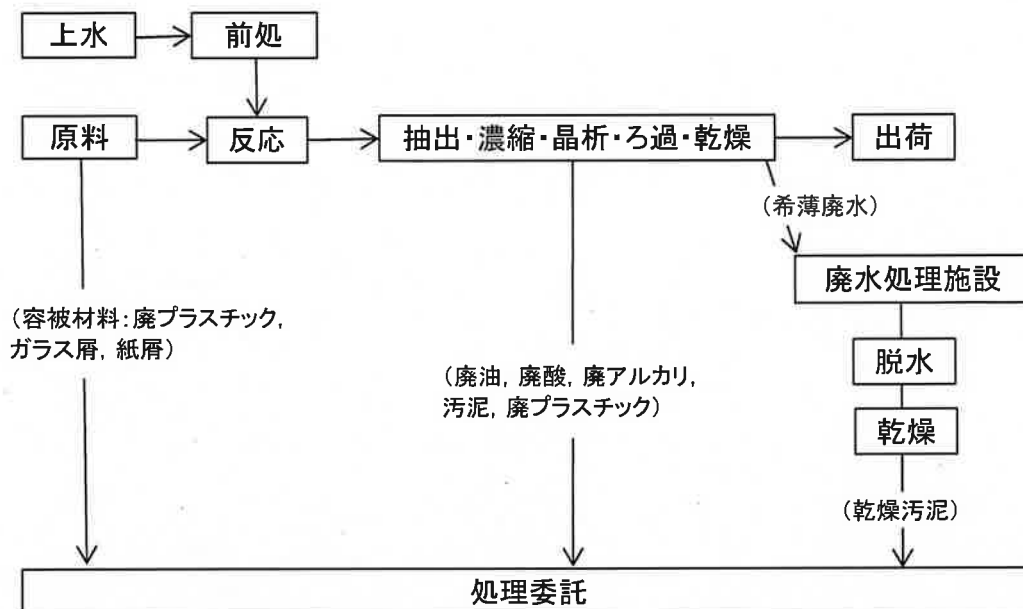 上水
前処
原料
反応
抽出・濃縮・晶析・ろ過・乾燥
出荷
(希薄廃水)
廃水処理施設
(容被材料:廃プラスチック,
ガラス屑, 紙屑)
(廃油, 廃酸, 廃アルカリ,
汚泥, 廃プラスチック)
脱水
乾燥
(乾燥汚泥)
処理委託